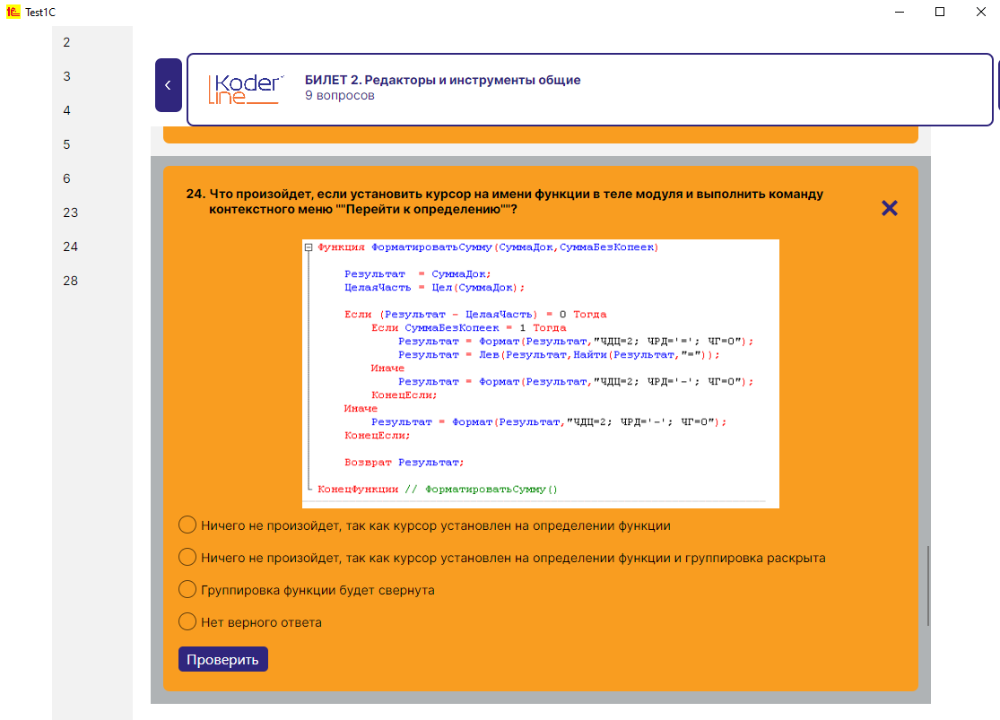 Test1C
2
3
4
5
6
23
24
28
Koder
line
БИЛЕТ 2. Редакторы и инструменты общие
9 вопросов
24. Что произойдет, если установить курсор на имени функции в теле модуля и выполнить команду
контекстного меню ""Перейти к определению""?
Функция ФорматироватьСумму(СуммаДок,СуммаБезКопеек)
Результат = СуммаДок;
ЦелаяЧасть = Цел(СуммаДок);
Если (Результат - ЦелаяЧасть) = 0 Тогда
Если СуммаБезКопеек = 1 Тогда
Результат = Формат(Результат,"ЧДЦ=2; ЧРД='='; ЧГ=0");
Результат = Лев(Результат,Найти(Результат,"="));
Иначе
Результат = Формат(Результат,"ЧДЦ=2; ЧРД='-'; ЧГ=0");
КонецЕсли;
Иначе
Результат = Формат(Результат,"ЧДЦ=2; ЧРД='-'; ЧГ=0");
КонецЕсли;
Возврат Результат;
КонецФункции // ФорматироватьСумму()
Ничего не произойдет, так как курсор установлен на определении функции
Ничего не произойдет, так как курсор установлен на определении функции и группировка раскрыта
Группировка функции будет свернута
Нет верного ответа
Проверить